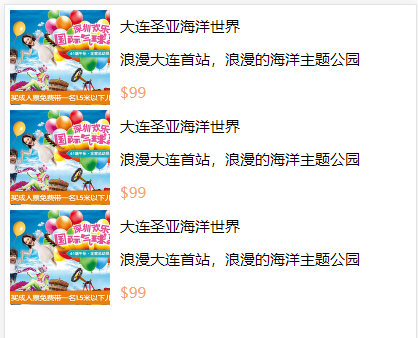 深圳欢乐
国际气球
买成人票免费带一名1.5米以下儿
大连圣亚海洋世界
浪漫大连首站，浪漫的海洋主题公园
$99
深圳欢乐
国际气球
买成人票免费带一名1.5米以下儿
大连圣亚海洋世界
浪漫大连首站，浪漫的海洋主题公园
$99
深圳欢乐
国际气球
买成人票免费带一名1.5米以下儿
大连圣亚海洋世界
浪漫大连首站，浪漫的海洋主题公园
$99